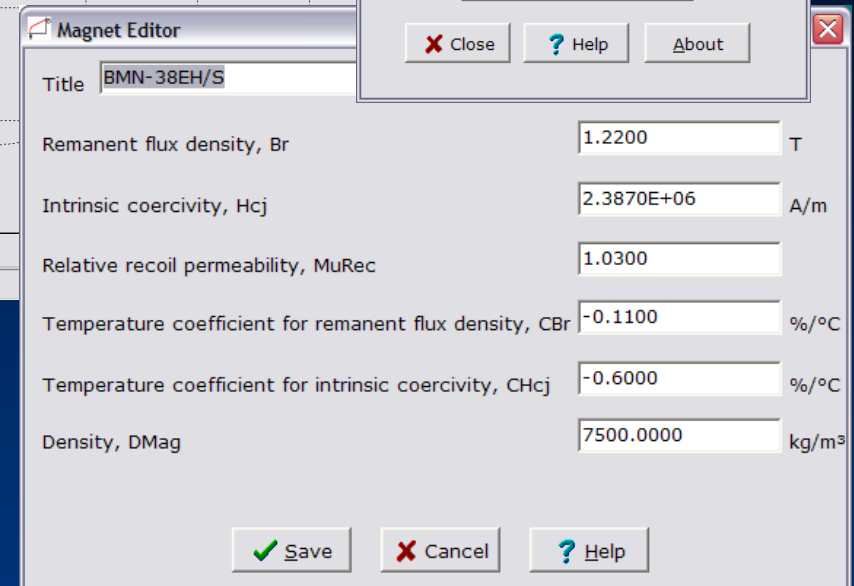 Magnet Editor
Close
Help
About
Title
BMN-38EH/S
Remanent flux density, Br
1.2200
T
Intrinsic coercivity, Hcj
2.3870E+06
A/m
Relative recoil permeability, MuRec
1.0300
Temperature coefficient for remanent flux density, CBr
-0.1100
%/°C
Temperature coefficient for intrinsic coercivity, CHcj
-0.6000
%/°C
Density, DMag
7500.0000
kg/m³
Save
Cancel
Help